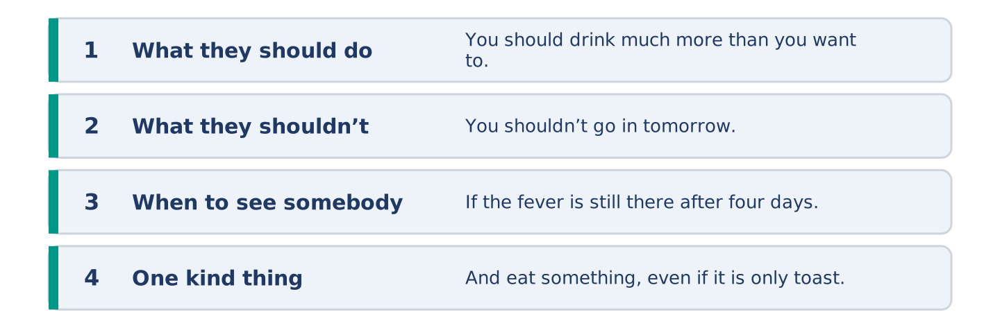 1 What they should do You should drink much more than you want
to.
2 What they shouldn’t You shouldn’t go in tomorrow.
3 When to see somebody If the fever is still there after four days.
4 One kind thing And eat something, even if it is only toast.